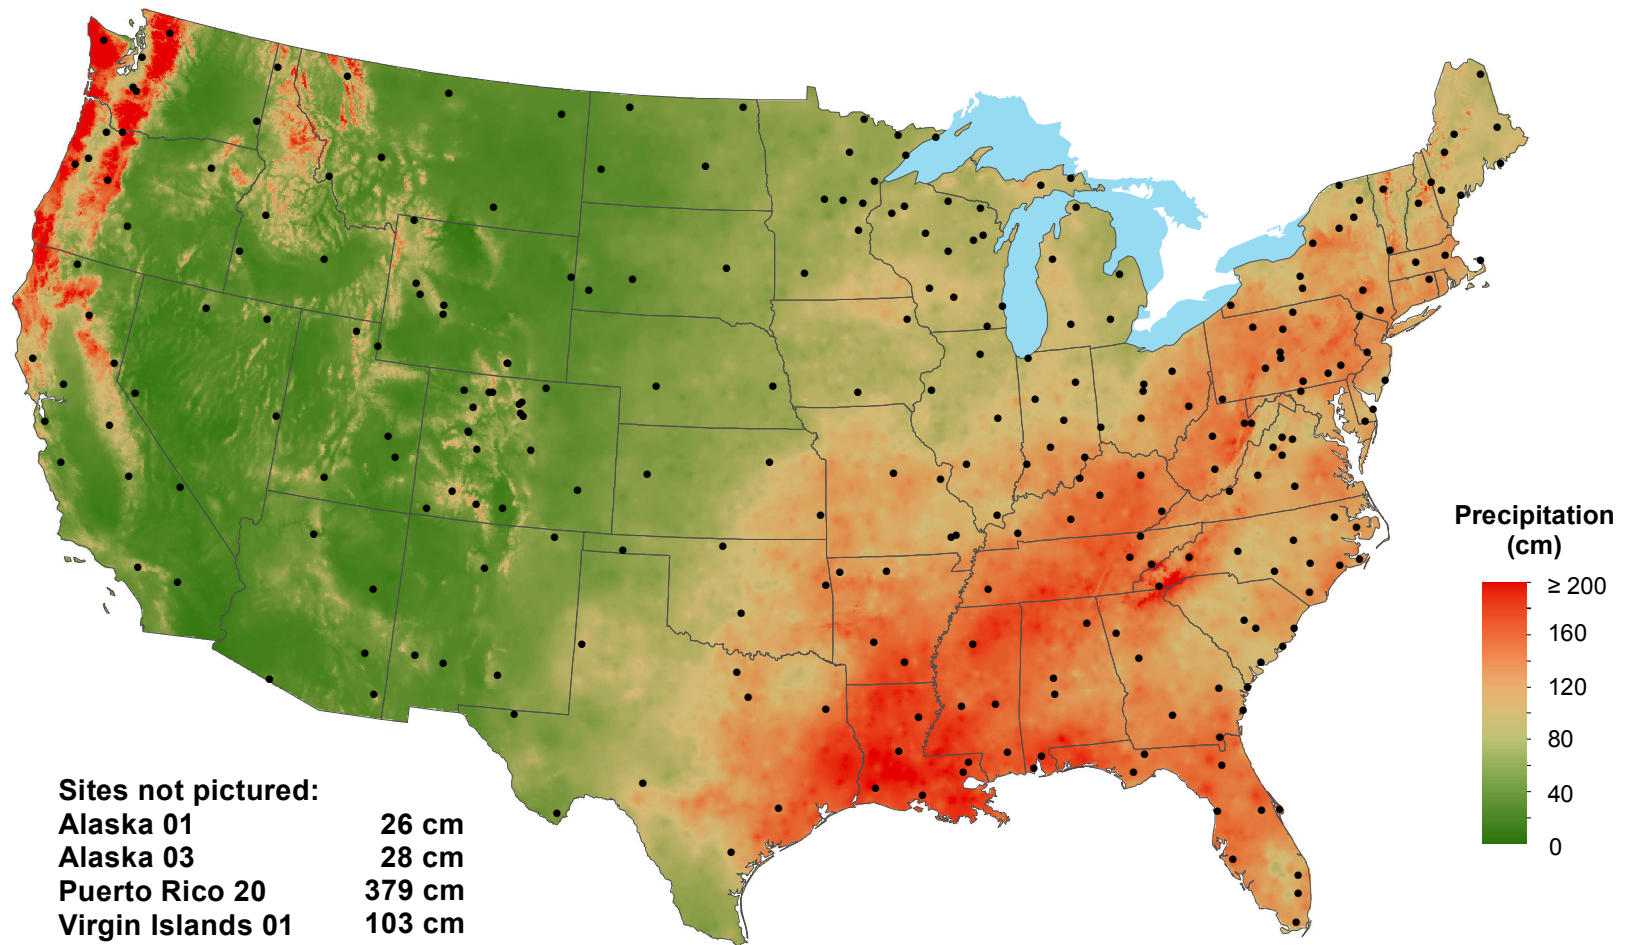 Precipitation
(cm)
≥ 200
160
120
80
40
0
Sites not pictured:
Alaska 01 26 cm
Alaska 03 28 cm
Puerto Rico 20 379 cm
Virgin Islands 01 103 cm